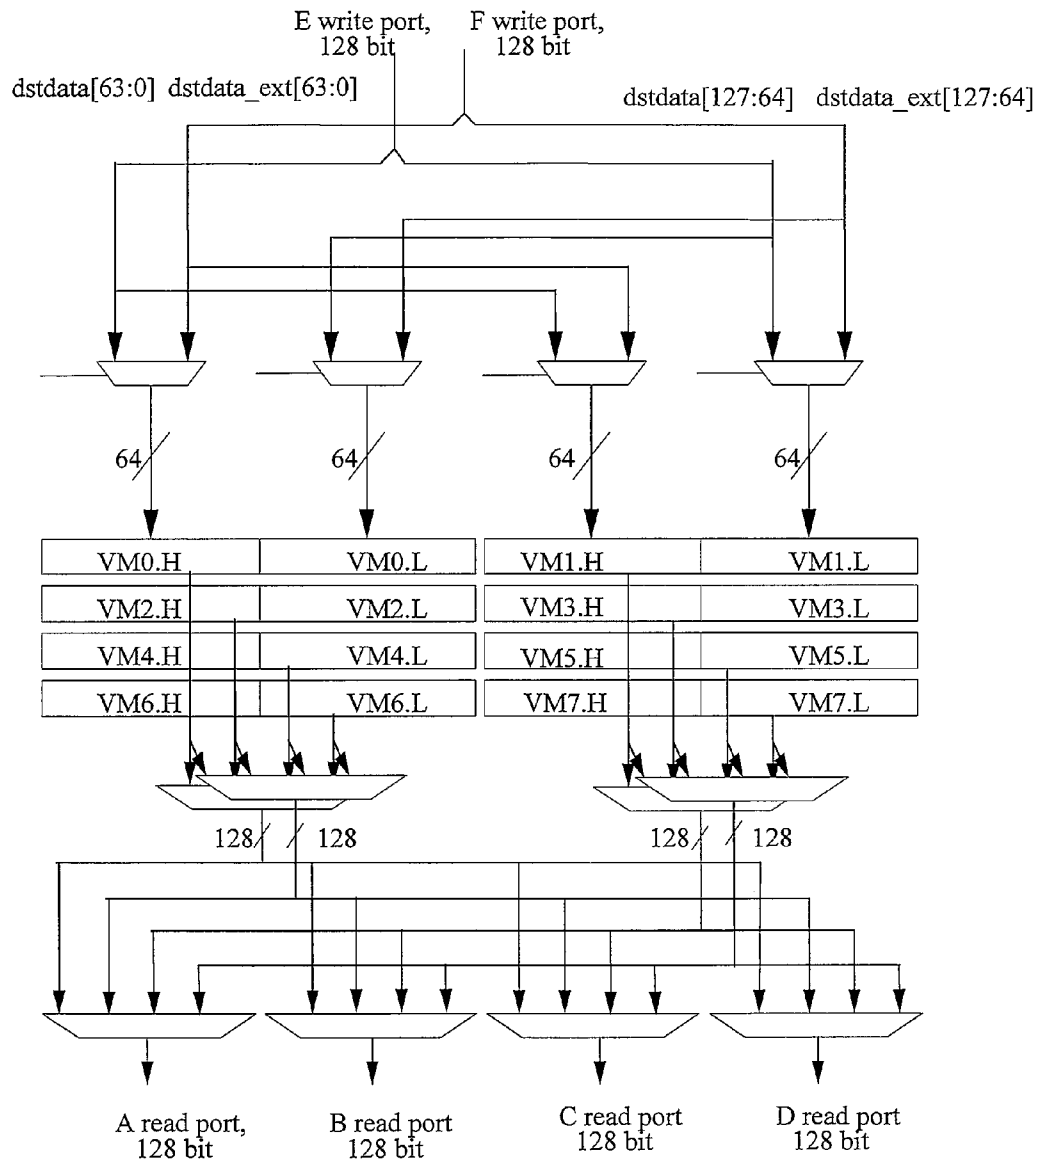 E write port, F write port,
128 bit 128 bit
dstdata[63:0] dstdata_ext[63:0]
dstdata[127:64] dstdata_ext[127:64]
64 64 64 64
VM0.H VM0.L VM1.H VM1.L
VM2.H VM2.L VM3.H VM3.L
VM4.H VM4.L VM5.H VM5.L
VM6.H VM6.L VM7.H VM7.L
128 128 128 128
A read port, B read port C read port D read port
128 bit 128 bit 128 bit 128 bit